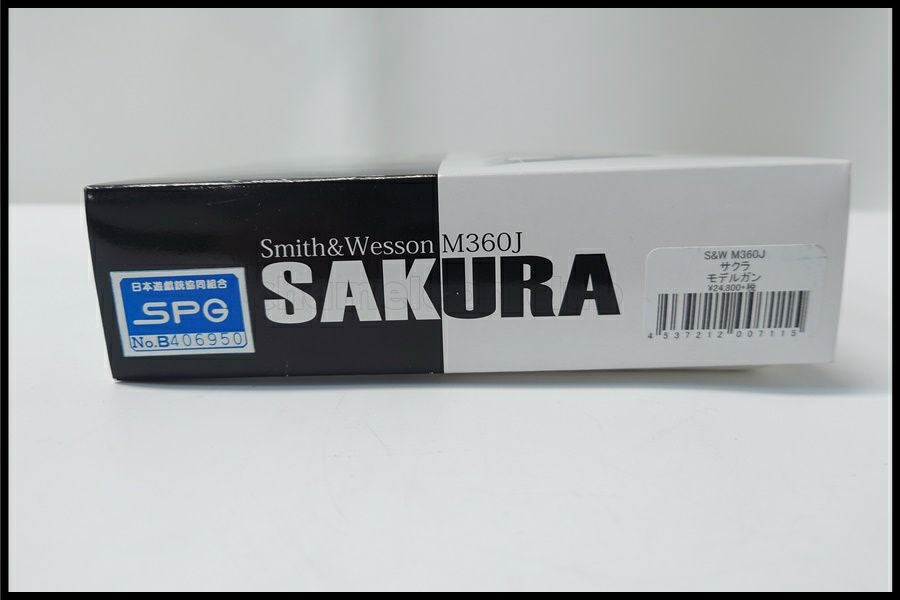 Smith&Wesson M360J
SAKURA
日本遊戯銃協同組合
SPG
No.B406950
S&W M360J
サクラ
モデルガン
¥24,800+税
4 537212 007115